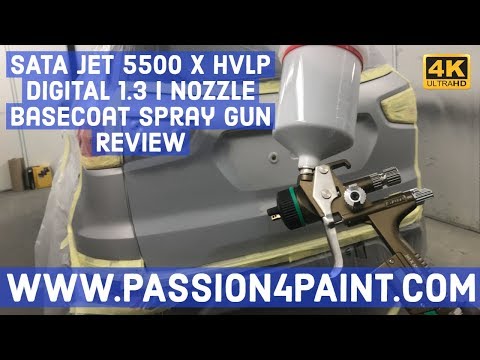 SATA JET 5500 X HVLP
DIGITAL 1.3 I NOZZLE
BASECOAT SPRAY GUN
REVIEW
4K
ULTRA HD
WWW.PASSION4PAINT.COM